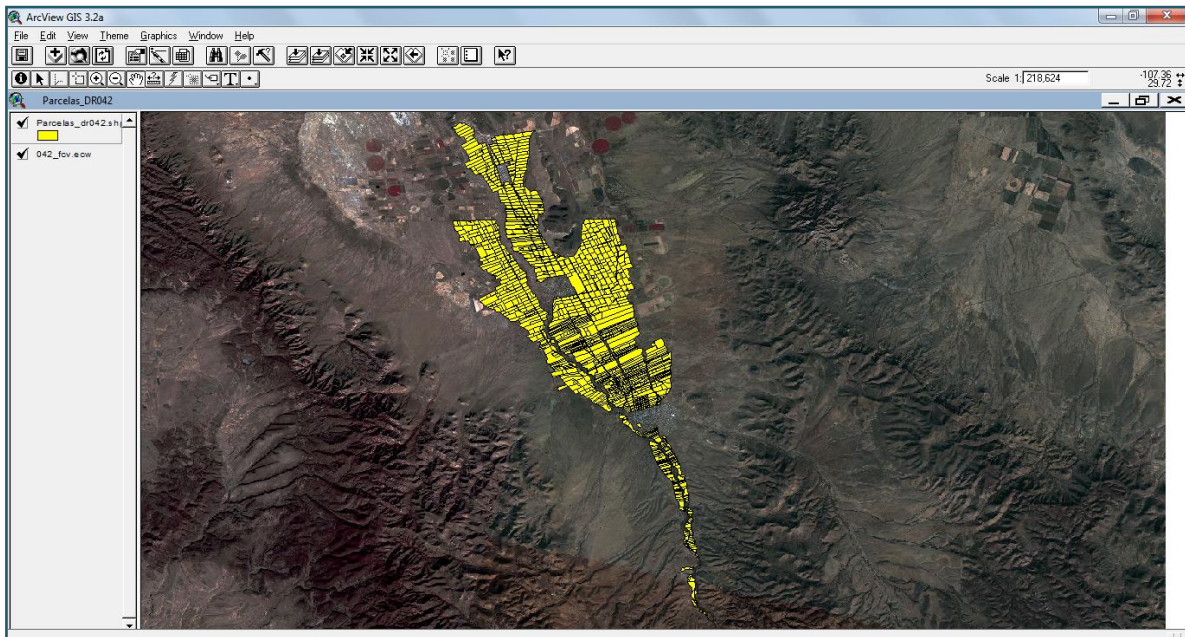 ArcView GIS 3.2a
File Edit View Theme Graphics Window Help
Scale 1: 218,624
-107.36
29.72
Parcelas_DR042
Parcelas_dr042.shp
042_fcv.ecw